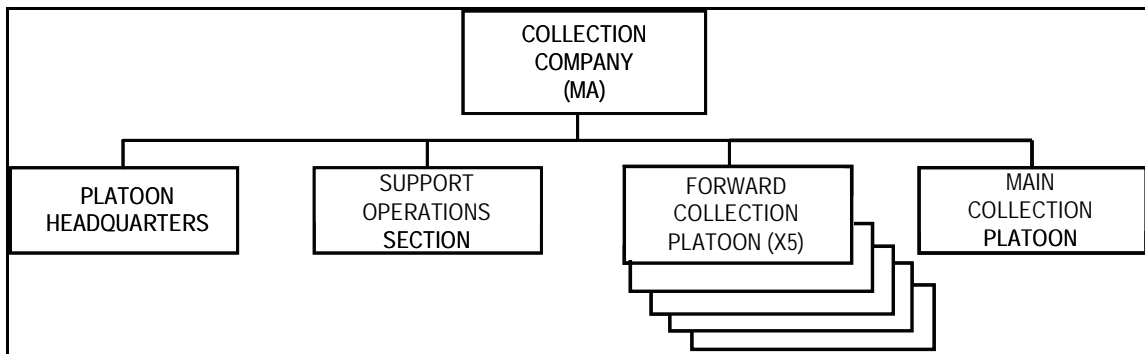 COLLECTION
COMPANY
(MA)
PLATOON
HEADQUARTERS
SUPPORT
OPERATIONS
SECTION
FORWARD
COLLECTION
PLATOON (X5)
MAIN
COLLECTION
PLATOON